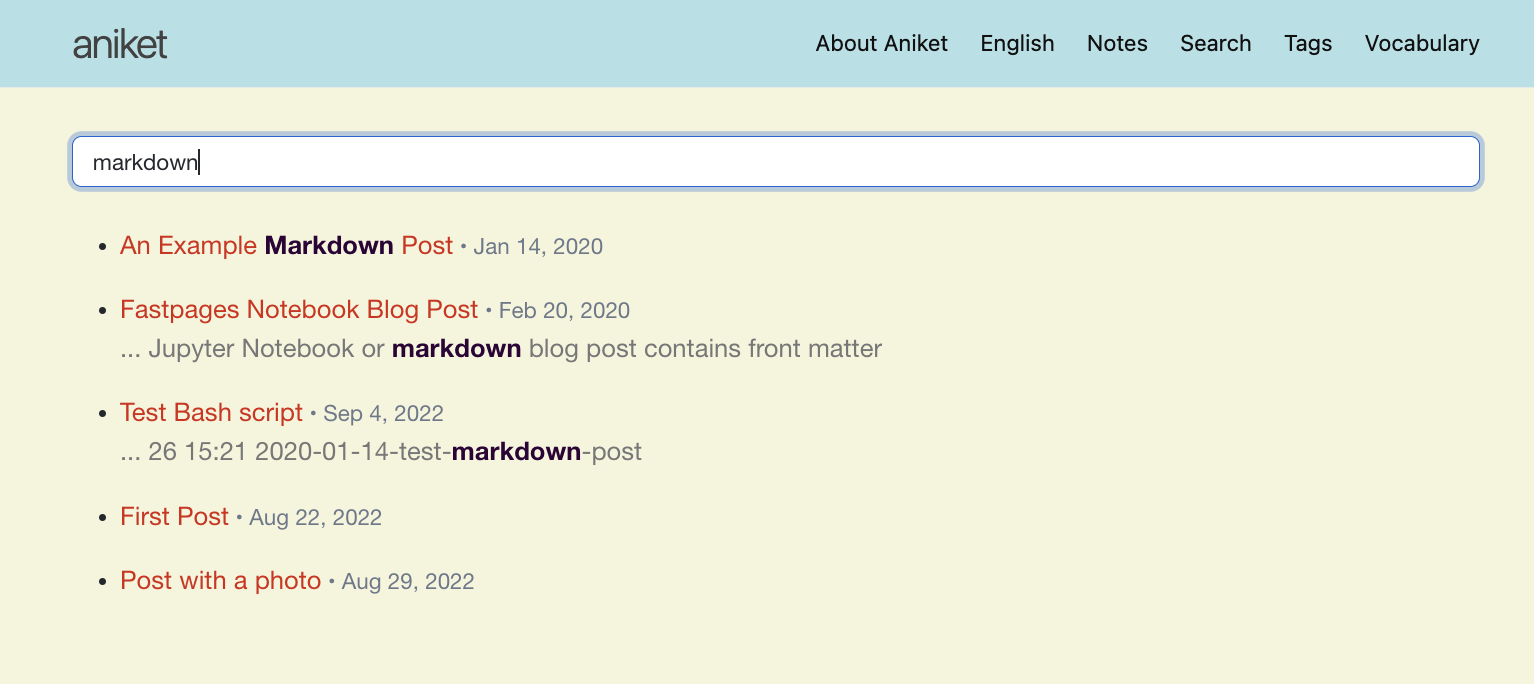 aniket
About Aniket English Notes Search Tags Vocabulary
markdown
• An Example Markdown Post • Jan 14, 2020
• Fastpages Notebook Blog Post • Feb 20, 2020
... Jupyter Notebook or markdown blog post contains front matter
• Test Bash script • Sep 4, 2022
... 26 15:21 2020-01-14-test-markdown-post
• First Post • Aug 22, 2022
• Post with a photo • Aug 29, 2022